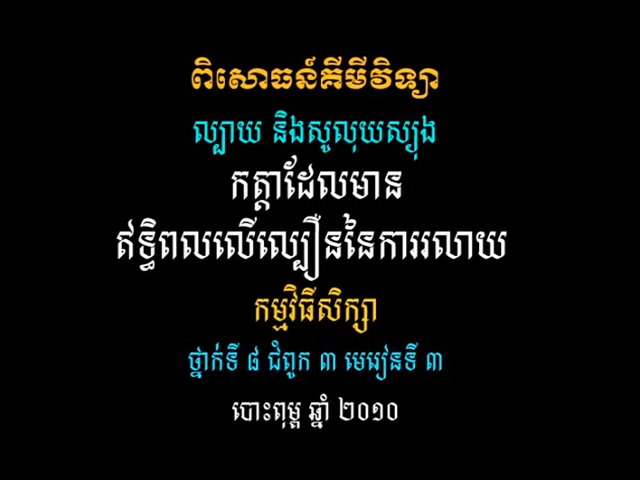 ពិសោធន៍គីមីវិទ្យា
ល្បាយ និងសូលុយស្យុង
កត្តាដែលមាន
ឥទ្ធិពលលើល្បឿននៃការរលាយ
កម្មវិធីសិក្សា
ថ្នាក់ទី ៨ ជំពូក ៣ មេរៀនទី ៣
បោះពុម្ព ឆ្នាំ ២០១០